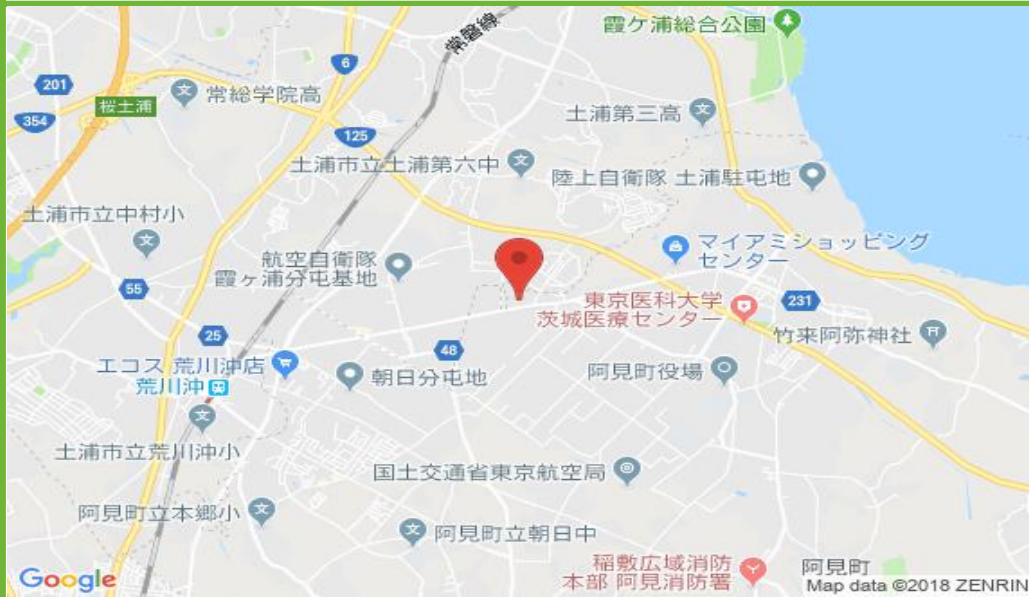 常磐線
霞ケ浦総合公園
6
201
桜土浦
常総学院高
354
土浦第三高
125
土浦市立土浦第六中
陸上自衛隊 土浦駐屯地
土浦市立中村小
マイアミショッピング
センター
航空自衛隊
霞ヶ浦分屯基地
55
東京医科大学
茨城医療センター
231
竹来阿弥神社
25
48
エコス 荒川沖店
荒川沖
朝日分屯地
阿見町役場
土浦市立荒川沖小
国土交通省東京航空局
阿見町立本郷小
阿見町立朝日中
稲敷広域消防
本部 阿見消防署
阿見町
Google
Map data ©2018 ZENRIN